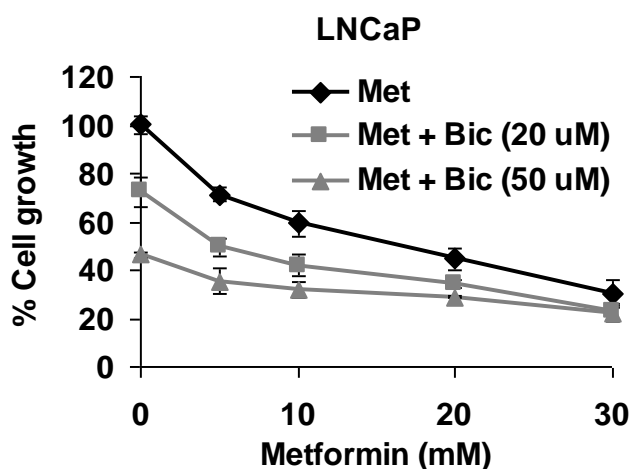 LNCaP
120
100
80
60
40
20
0
% Cell growth
Met
Met + Bic (20 uM)
Met + Bic (50 uM)
0 10 20 30
Metformin (mM)